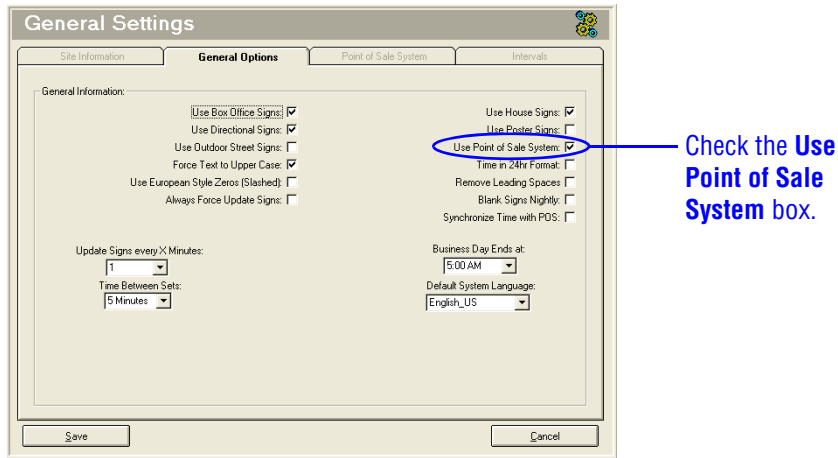 General Settings
Site Information
General Options
Point of Sale System
Intervals
General Information:
Use Box Office Signs:
Use Directional Signs:
Use Outdoor Street Signs:
Force Text to Upper Case:
Use European Style Zeros (Slashed):
Always Force Update Signs:
Use House Signs:
Use Poster Signs:
Use Point of Sale System:
Time in 24hr Format:
Remove Leading Spaces
Blank Signs Nightly:
Synchronize Time with POS:
Update Signs every X Minutes:
1
Time Between Sets:
5 Minutes
Business Day Ends at:
5:00 AM
Default System Language:
English_US
Save
Cancel
Check the Use
Point of Sale
System box.